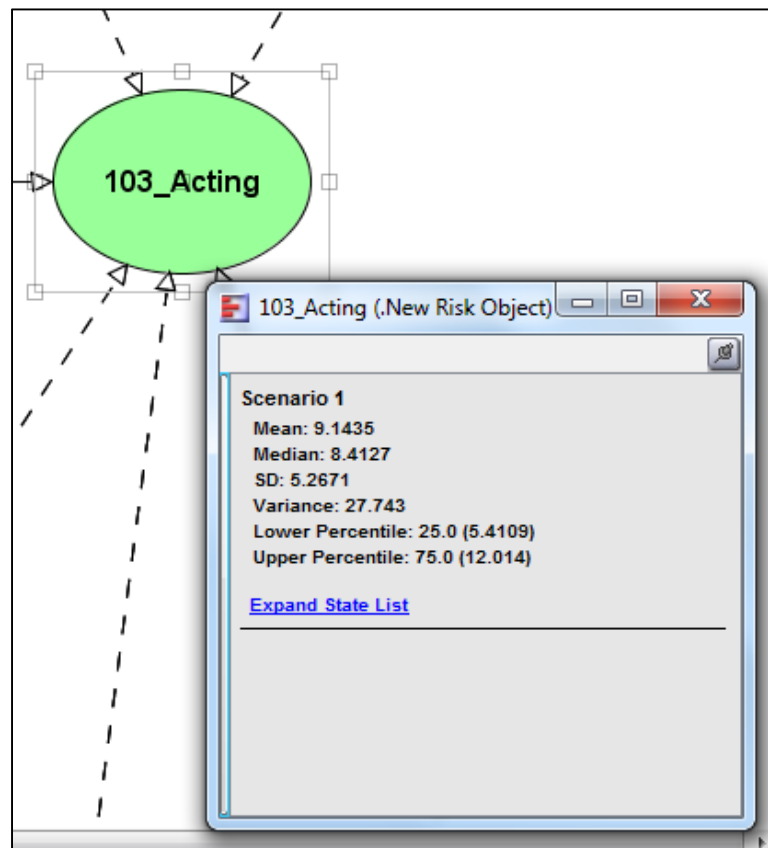 103_Acting
103_Acting (.New Risk Object)
Scenario 1
Mean: 9.1435
Median: 8.4127
SD: 5.2671
Variance: 27.743
Lower Percentile: 25.0 (5.4109)
Upper Percentile: 75.0 (12.014)
Expand State List